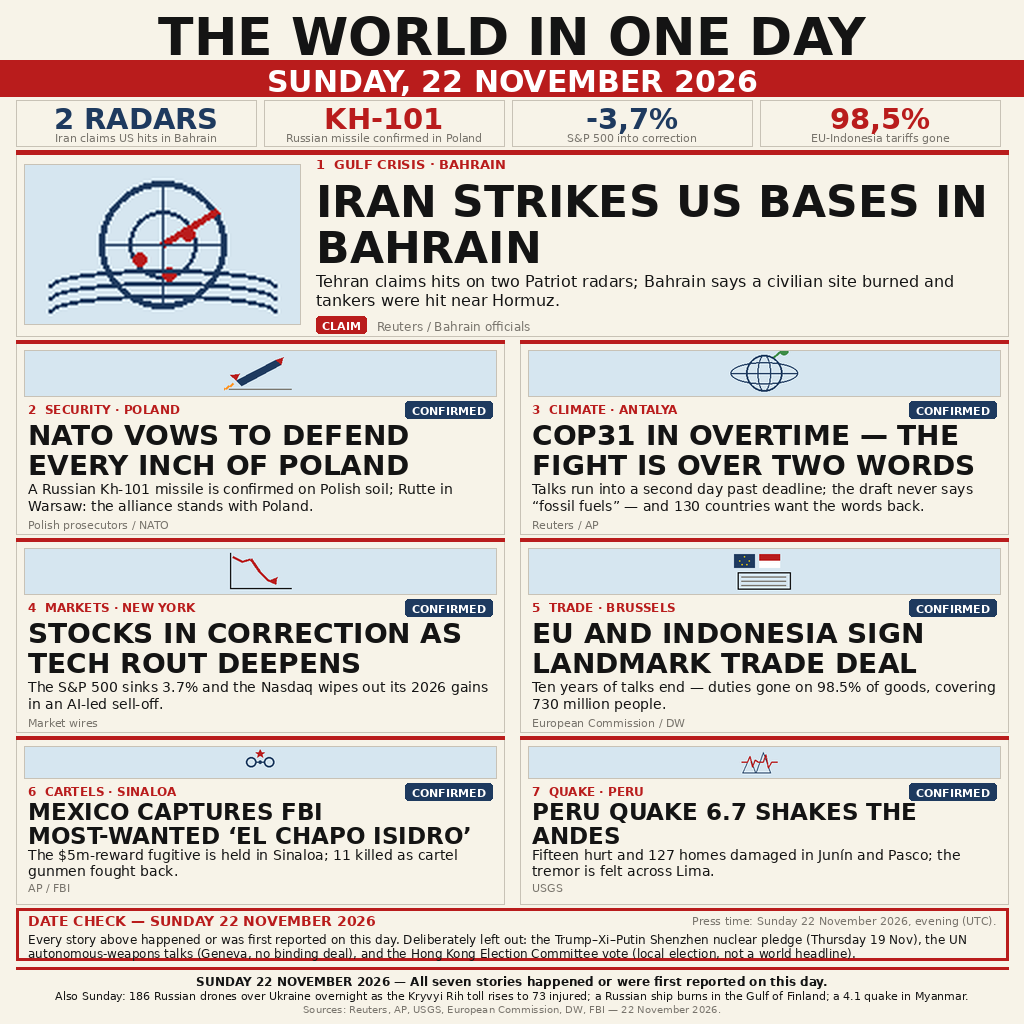 THE WORLD IN ONE DAY
SUNDAY, 22 NOVEMBER 2026
2 RADARS
Iran claims US hits in Bahrain
KH-101
Russian missile confirmed in Poland
-3,7%
S&P 500 into correction
98,5%
EU-Indonesia tariffs gone
1 GULF CRISIS · BAHRAIN
IRAN STRIKES US BASES IN
BAHRAIN
Tehran claims hits on two Patriot radars; Bahrain says a civilian site burned and
tankers were hit near Hormuz.
CLAIM Reuters / Bahrain officials
2 SECURITY · POLAND
CONFIRMED
NATO VOWS TO DEFEND
EVERY INCH OF POLAND
A Russian Kh-101 missile is confirmed on Polish soil; Rutte in
Warsaw: the alliance stands with Poland.
Polish prosecutors / NATO
3 CLIMATE · ANTALYA
CONFIRMED
COP31 IN OVERTIME — THE
FIGHT IS OVER TWO WORDS
Talks run into a second day past deadline; the draft never says
“fossil fuels” — and 130 countries want the words back.
Reuters / AP
4 MARKETS · NEW YORK
CONFIRMED
STOCKS IN CORRECTION AS
TECH ROUT DEEPENS
The S&P 500 sinks 3.7% and the Nasdaq wipes out its 2026 gains
in an AI-led sell-off.
Market wires
5 TRADE · BRUSSELS
CONFIRMED
EU AND INDONESIA SIGN
LANDMARK TRADE DEAL
Ten years of talks end — duties gone on 98.5% of goods, covering
730 million people.
European Commission / DW
6 CARTELS · SINALOA
CONFIRMED
MEXICO CAPTURES FBI
MOST-WANTED ‘EL CHAPO ISIDRO’
The $5m-reward fugitive is held in Sinaloa; 11 killed as cartel
gunmen fought back.
AP / FBI
7 QUAKE · PERU
CONFIRMED
PERU QUAKE 6.7 SHAKES THE
ANDES
Fifteen hurt and 127 homes damaged in Junín and Pasco; the
tremor is felt across Lima.
USGS
DATE CHECK — SUNDAY 22 NOVEMBER 2026
Press time: Sunday 22 November 2026, evening (UTC).
Every story above happened or was first reported on this day. Deliberately left out: the Trump–Xi–Putin Shenzhen nuclear pledge (Thursday 19 Nov), the UN
autonomous-weapons talks (Geneva, no binding deal), and the Hong Kong Election Committee vote (local election, not a world headline).
SUNDAY 22 NOVEMBER 2026 — All seven stories happened or were first reported on this day.
Also Sunday: 186 Russian drones over Ukraine overnight as the Kryvyi Rih toll rises to 73 injured; a Russian ship burns in the Gulf of Finland; a 4.1 quake in Myanmar.
Sources: Reuters, AP, USGS, European Commission, DW, FBI — 22 November 2026.